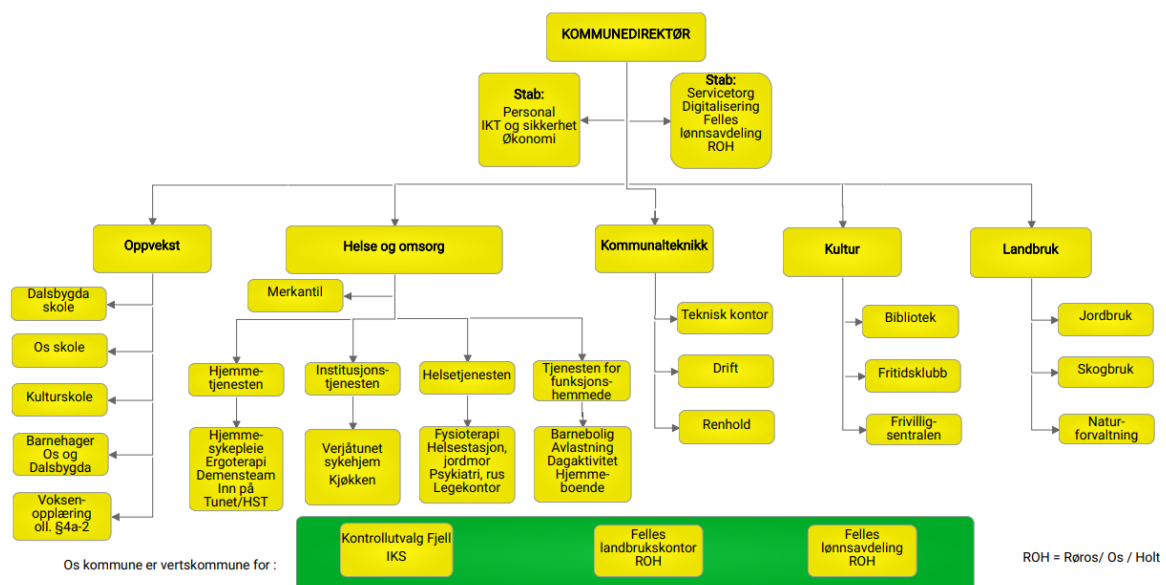 KOMMUNEDIREKTØR
Stab:
Personal
IKT og sikkerhet
Økonomi
Stab:
Servicetorg
Digitalisering
Felles
lønnsavdeling
ROH
Oppvekst
Helse og omsorg
Kommunalteknikk
Kultur
Landbruk
Dalsbygda
skole
Os skole
Kulturskole
Barnehager
Os og
Dalsbygda
Voksen-
opplæring
oll. §4a-2
Merkantil
Hjemme-
tjenesten
Institusjons-
tjenesten
Helsetjenesten
Tjenesten for
funksjons-
hemmede
Hjemme-
sykepleie
Ergoterapi
Demensteam
Inn på
Tunet/HST
Verjåtunet
sykehjem
Kjøkken
Fysioterapi
Helsestasjon,
jordmor
Psykiatri, rus
Legekontor
Barnebolig
Avlastning
Dagaktivitet
Hjemme-
boende
Teknisk kontor
Drift
Renhold
Bibliotek
Fritidsklubb
Frivillig-
sentralen
Jordbruk
Skogbruk
Natur-
forvaltning
Os kommune er vertskommune for :
Kontrollutvalg Fjell
IKS
Felles
landbrukskontor
ROH
Felles
lønnsavdeling
ROH
ROH = Røros/ Os / Holt